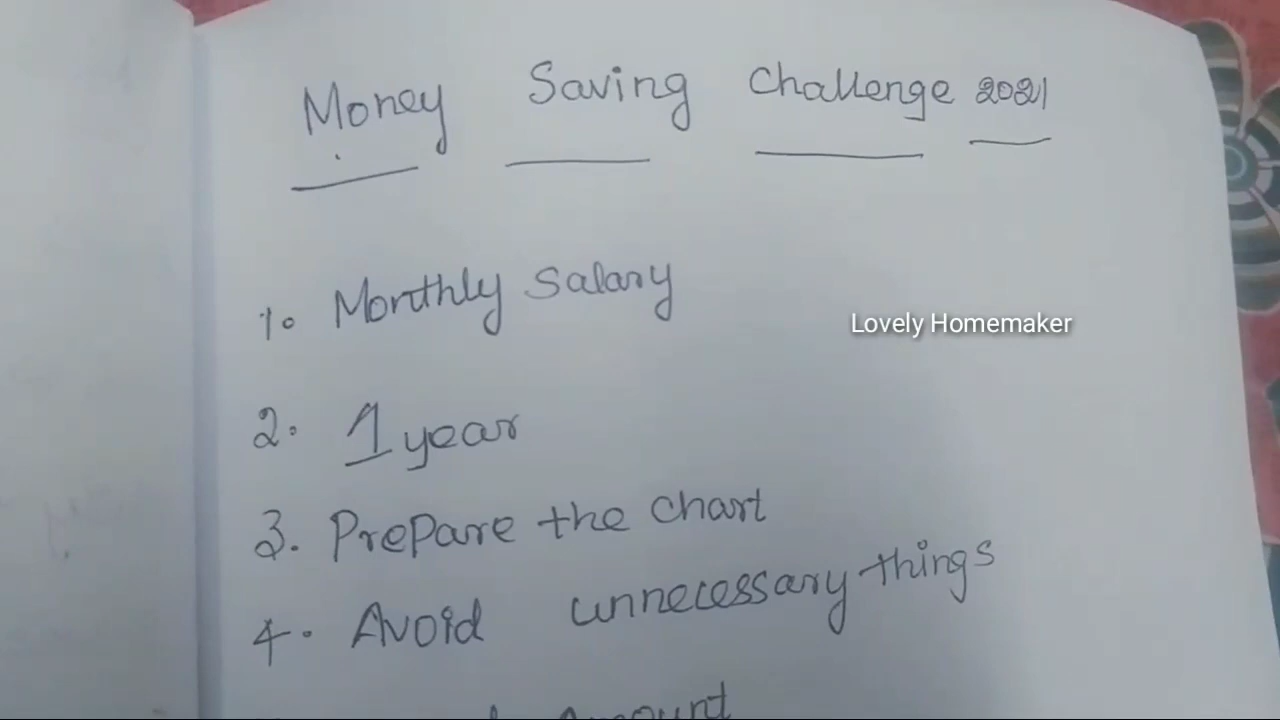 Money Saving Challenge 2021
1. Monthly Salary
Lovely Homemaker
2. 1 year
3. Prepare the chart
4. Avoid unnecessary things
Amount